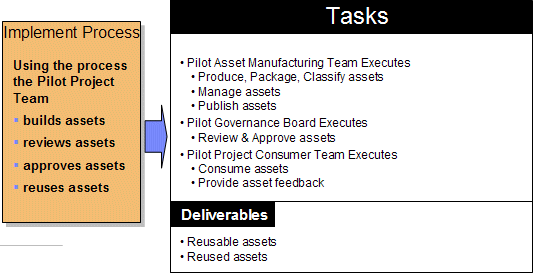 Implement Process
Using the process
the Pilot Project
Team
▪ builds assets
▪ reviews assets
▪ approves assets
▪ reuses assets
Tasks
• Pilot Asset Manufacturing Team Executes
• Produce, Package, Classify assets
• Manage assets
• Publish assets
• Pilot Governance Board Executes
• Review & Approve assets
• Pilot Project Consumer Team Executes
• Consume assets
• Provide asset feedback
Deliverables
• Reusable assets
• Reused assets